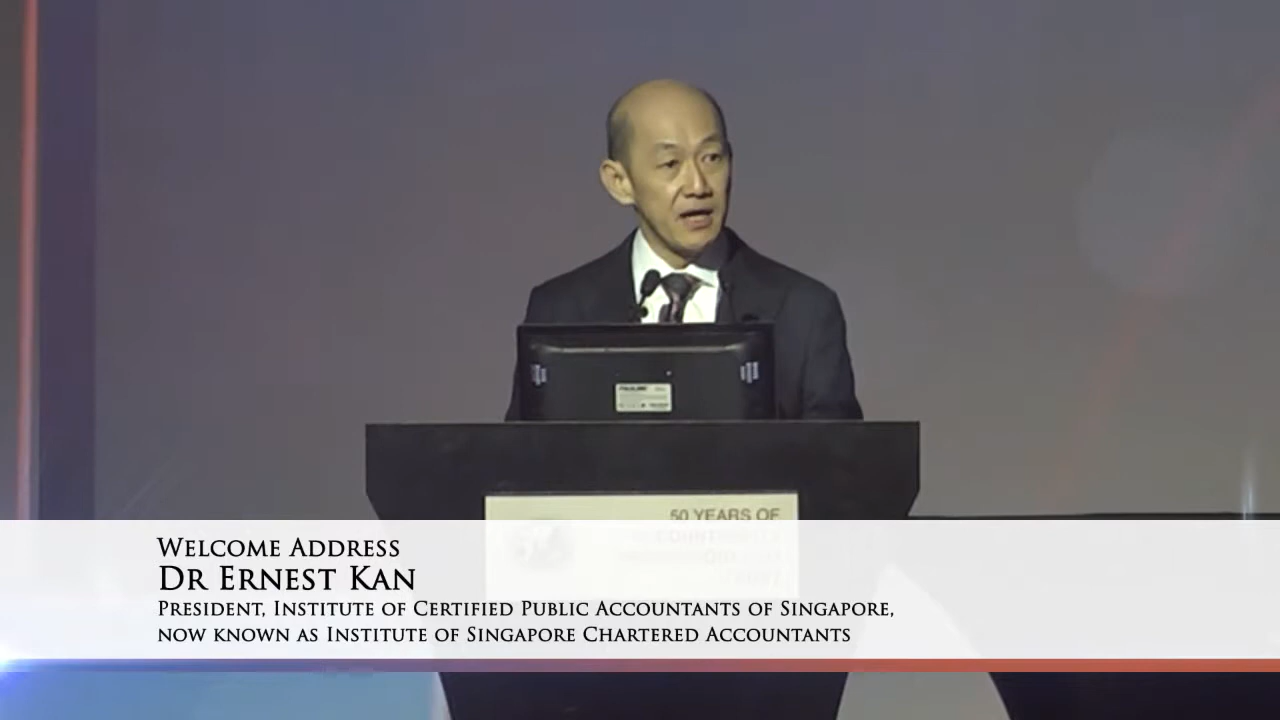 50 YEARS OF
WELCOME ADDRESS
DR ERNEST KAN
PRESIDENT, INSTITUTE OF CERTIFIED PUBLIC ACCOUNTANTS OF SINGAPORE,
NOW KNOWN AS INSTITUTE OF SINGAPORE CHARTERED ACCOUNTANTS